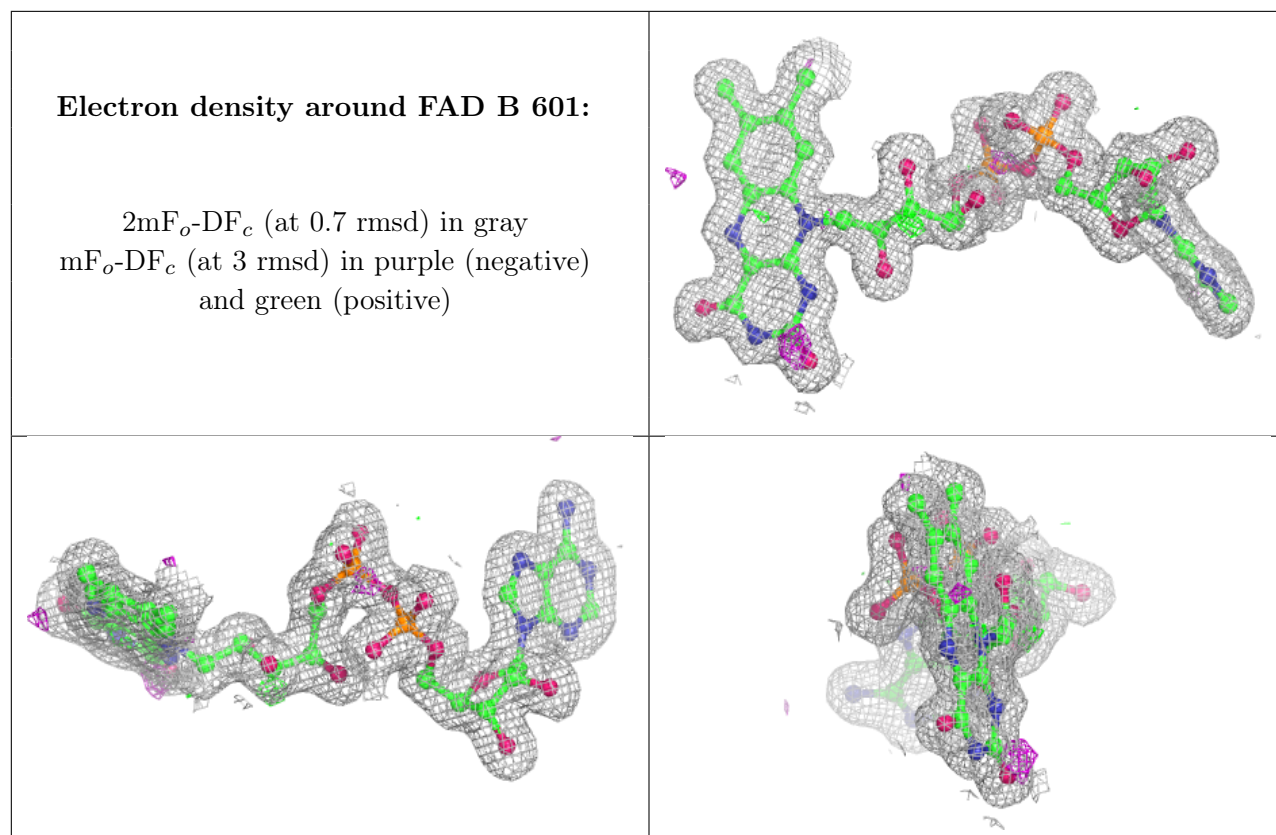 Electron density around FAD B 601:
2mFo-DFc (at 0.7 rmsd) in gray
mFo-DFc (at 3 rmsd) in purple (negative)
and green (positive)